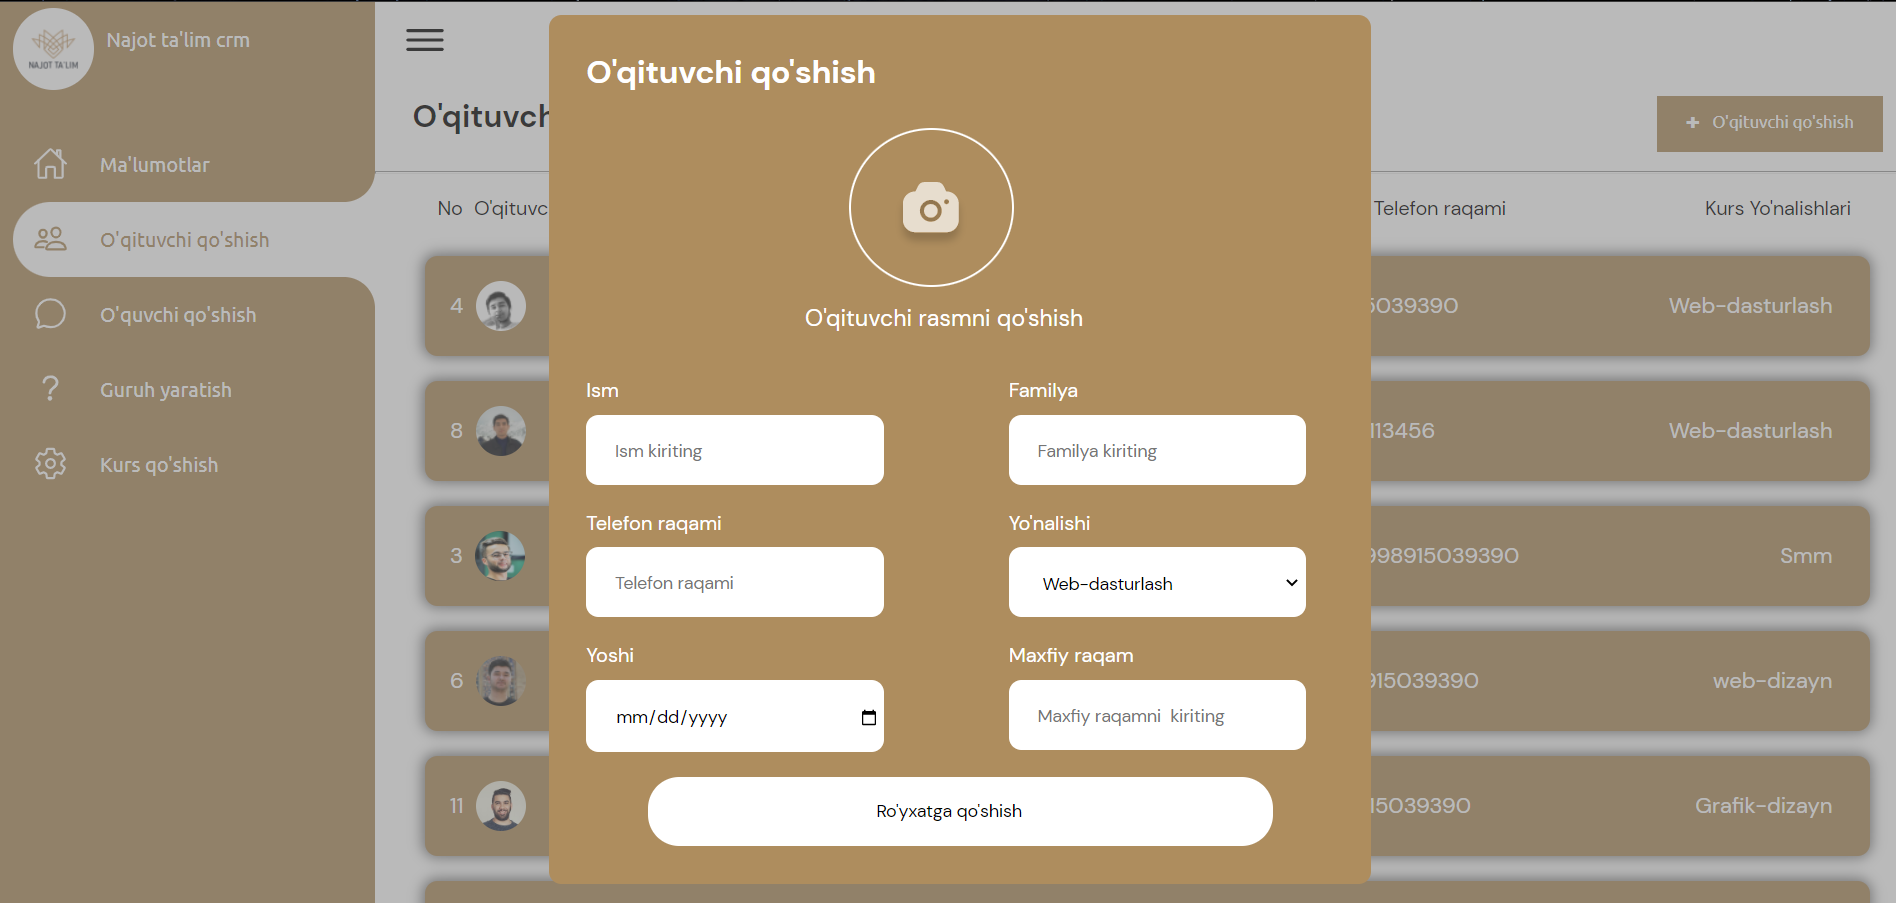 NAJOT TA'LIM
Najot ta'lim crm
Ma'lumotlar
O'qituvchi qo'shish
O'quvchi qo'shish
Guruh yaratish
Kurs qo'shish
O'qituvch
+ O'qituvchi qo'shish
No O'qituvc
Telefon raqami Kurs Yo'nalishlari
4 5039390 Web-dasturlash
8 113456 Web-dasturlash
3 998915039390 Smm
6 915039390 web-dizayn
11 15039390 Grafik-dizayn
O'qituvchi qo'shish
O'qituvchi rasmni qo'shish
Ism Familya
Ism kiriting Familya kiriting
Telefon raqami Yo'nalishi
Telefon raqami Web-dasturlash
Yoshi Maxfiy raqam
mm/dd/yyyy Maxfiy raqamni kiriting
Ro'yxatga qo'shish